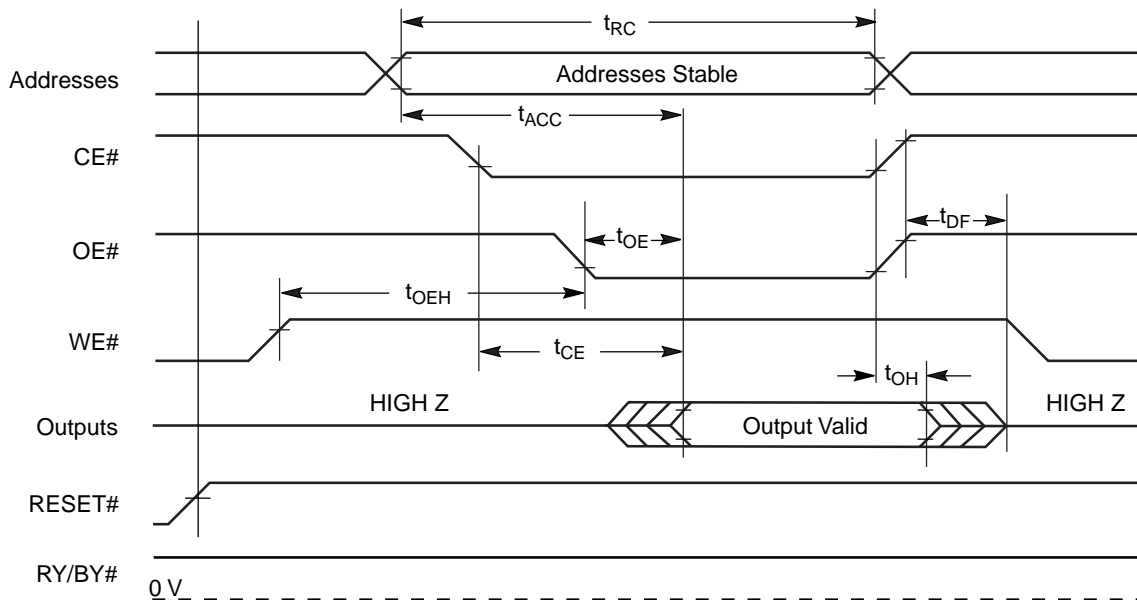 tRC
Addresses
Addresses Stable
tACC
CE#
tDF
OE#
tOE
tOEH
WE#
tCE
tOH
HIGH Z
HIGH Z
Outputs
Output Valid
RESET#
RY/BY#
0 V